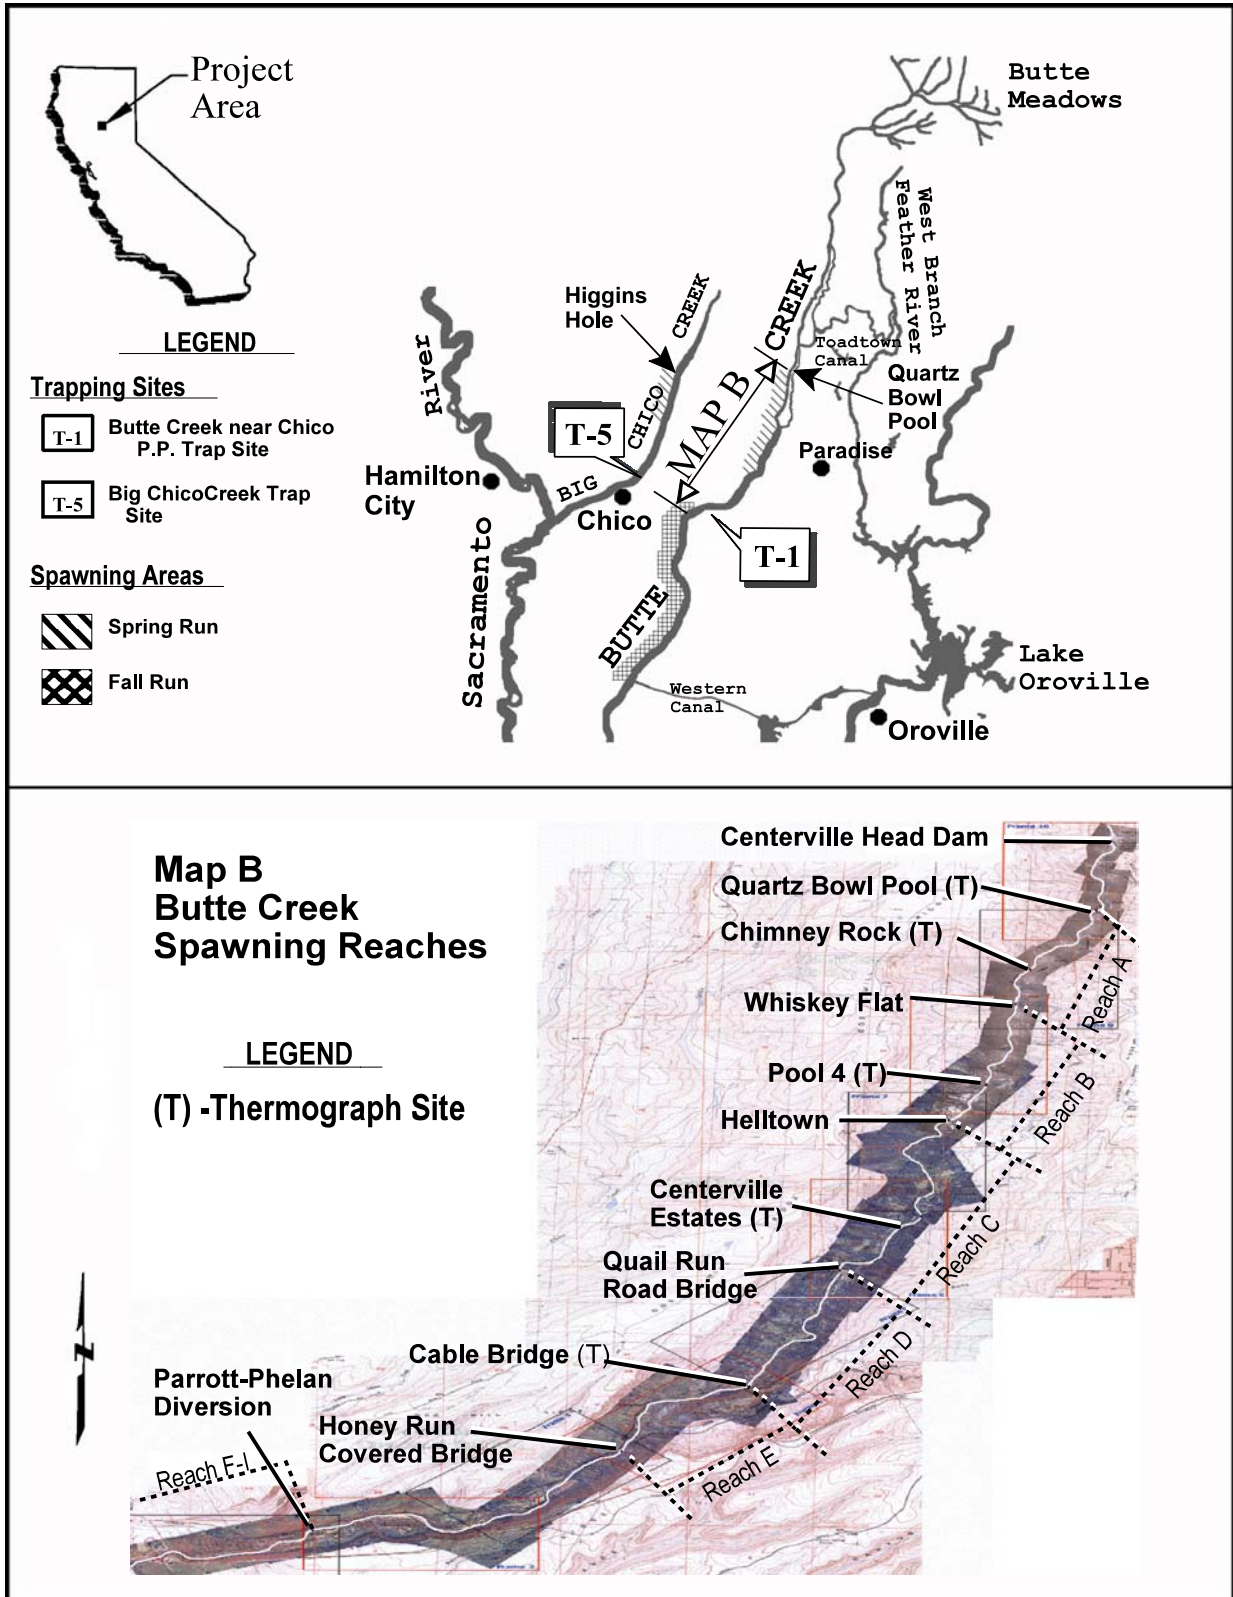 Project
Area
LEGEND
Trapping Sites
T-1
Butte Creek near Chico
P.P. Trap Site
T-5
Big ChicoCreek Trap
Site
Spawning Areas
Spring Run
Fall Run
Butte
Meadows
West Branch
Feather River
Higgins
Hole
CREEK
CHICO
BIG
T-5
River
Sacramento
Hamilton
City
Chico
MAP B
CREEK
BUTTE
Toadtown
Canal
Quartz
Bowl
Pool
Paradise
T-1
Western
Canal
Lake
Oroville
Oroville
Map B
Butte Creek
Spawning Reaches
LEGEND
(T) -Thermograph Site
Centerville Head Dam
Quartz Bowl Pool (T)
Chimney Rock (T)
Whiskey Flat
Pool 4 (T)
Helltown
Centerville
Estates (T)
Quail Run
Road Bridge
Cable Bridge (T)
Parrott-Phelan
Diversion
Honey Run
Covered Bridge
Reach A
Reach B
Reach C
Reach D
Reach E
Reach F-I
Z